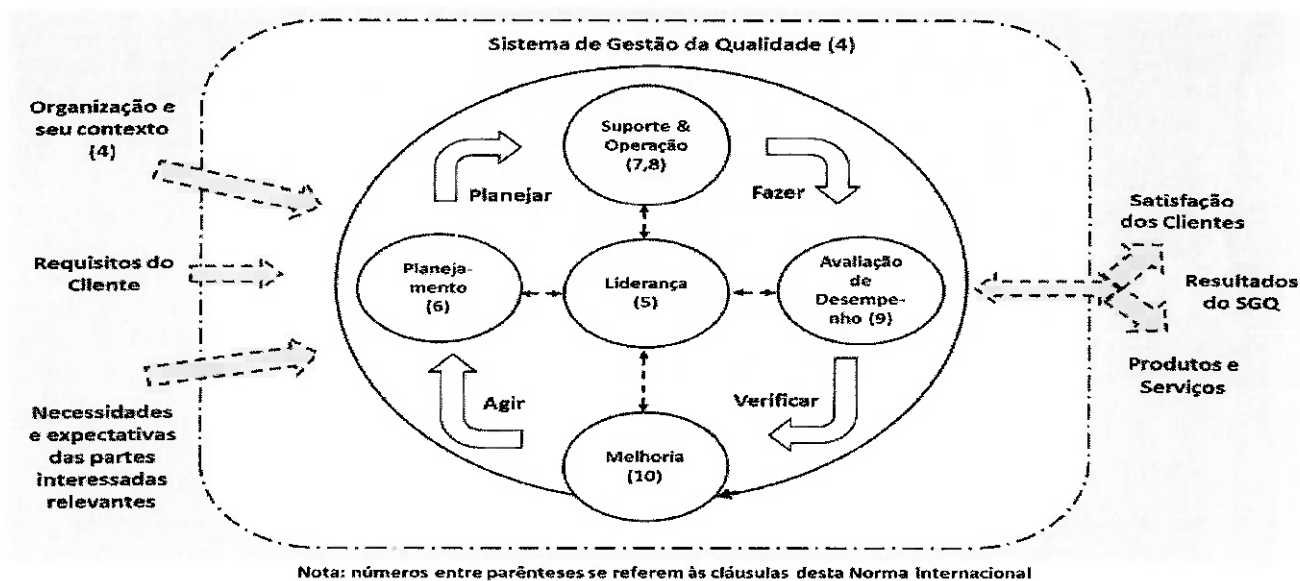 Sistema de Gestão da Qualidade (4)
Organização e
seu contexto
(4)
Suporte &
Operação
(7,8)
Planejar
Fazer
Satisfação
dos Clientes
Requisitos do
Cliente
Planeja-
mento
(6)
Liderança
(5)
Avaliação
de
Desempe-
nho (9)
Resultados
do SGQ
Produtos e
Serviços
Agir
Verificar
Necessidades
e expectativas
das partes
interessadas
relevantes
Melhoria
(10)
Nota: números entre parênteses se referem às cláusulas desta Norma Internacional